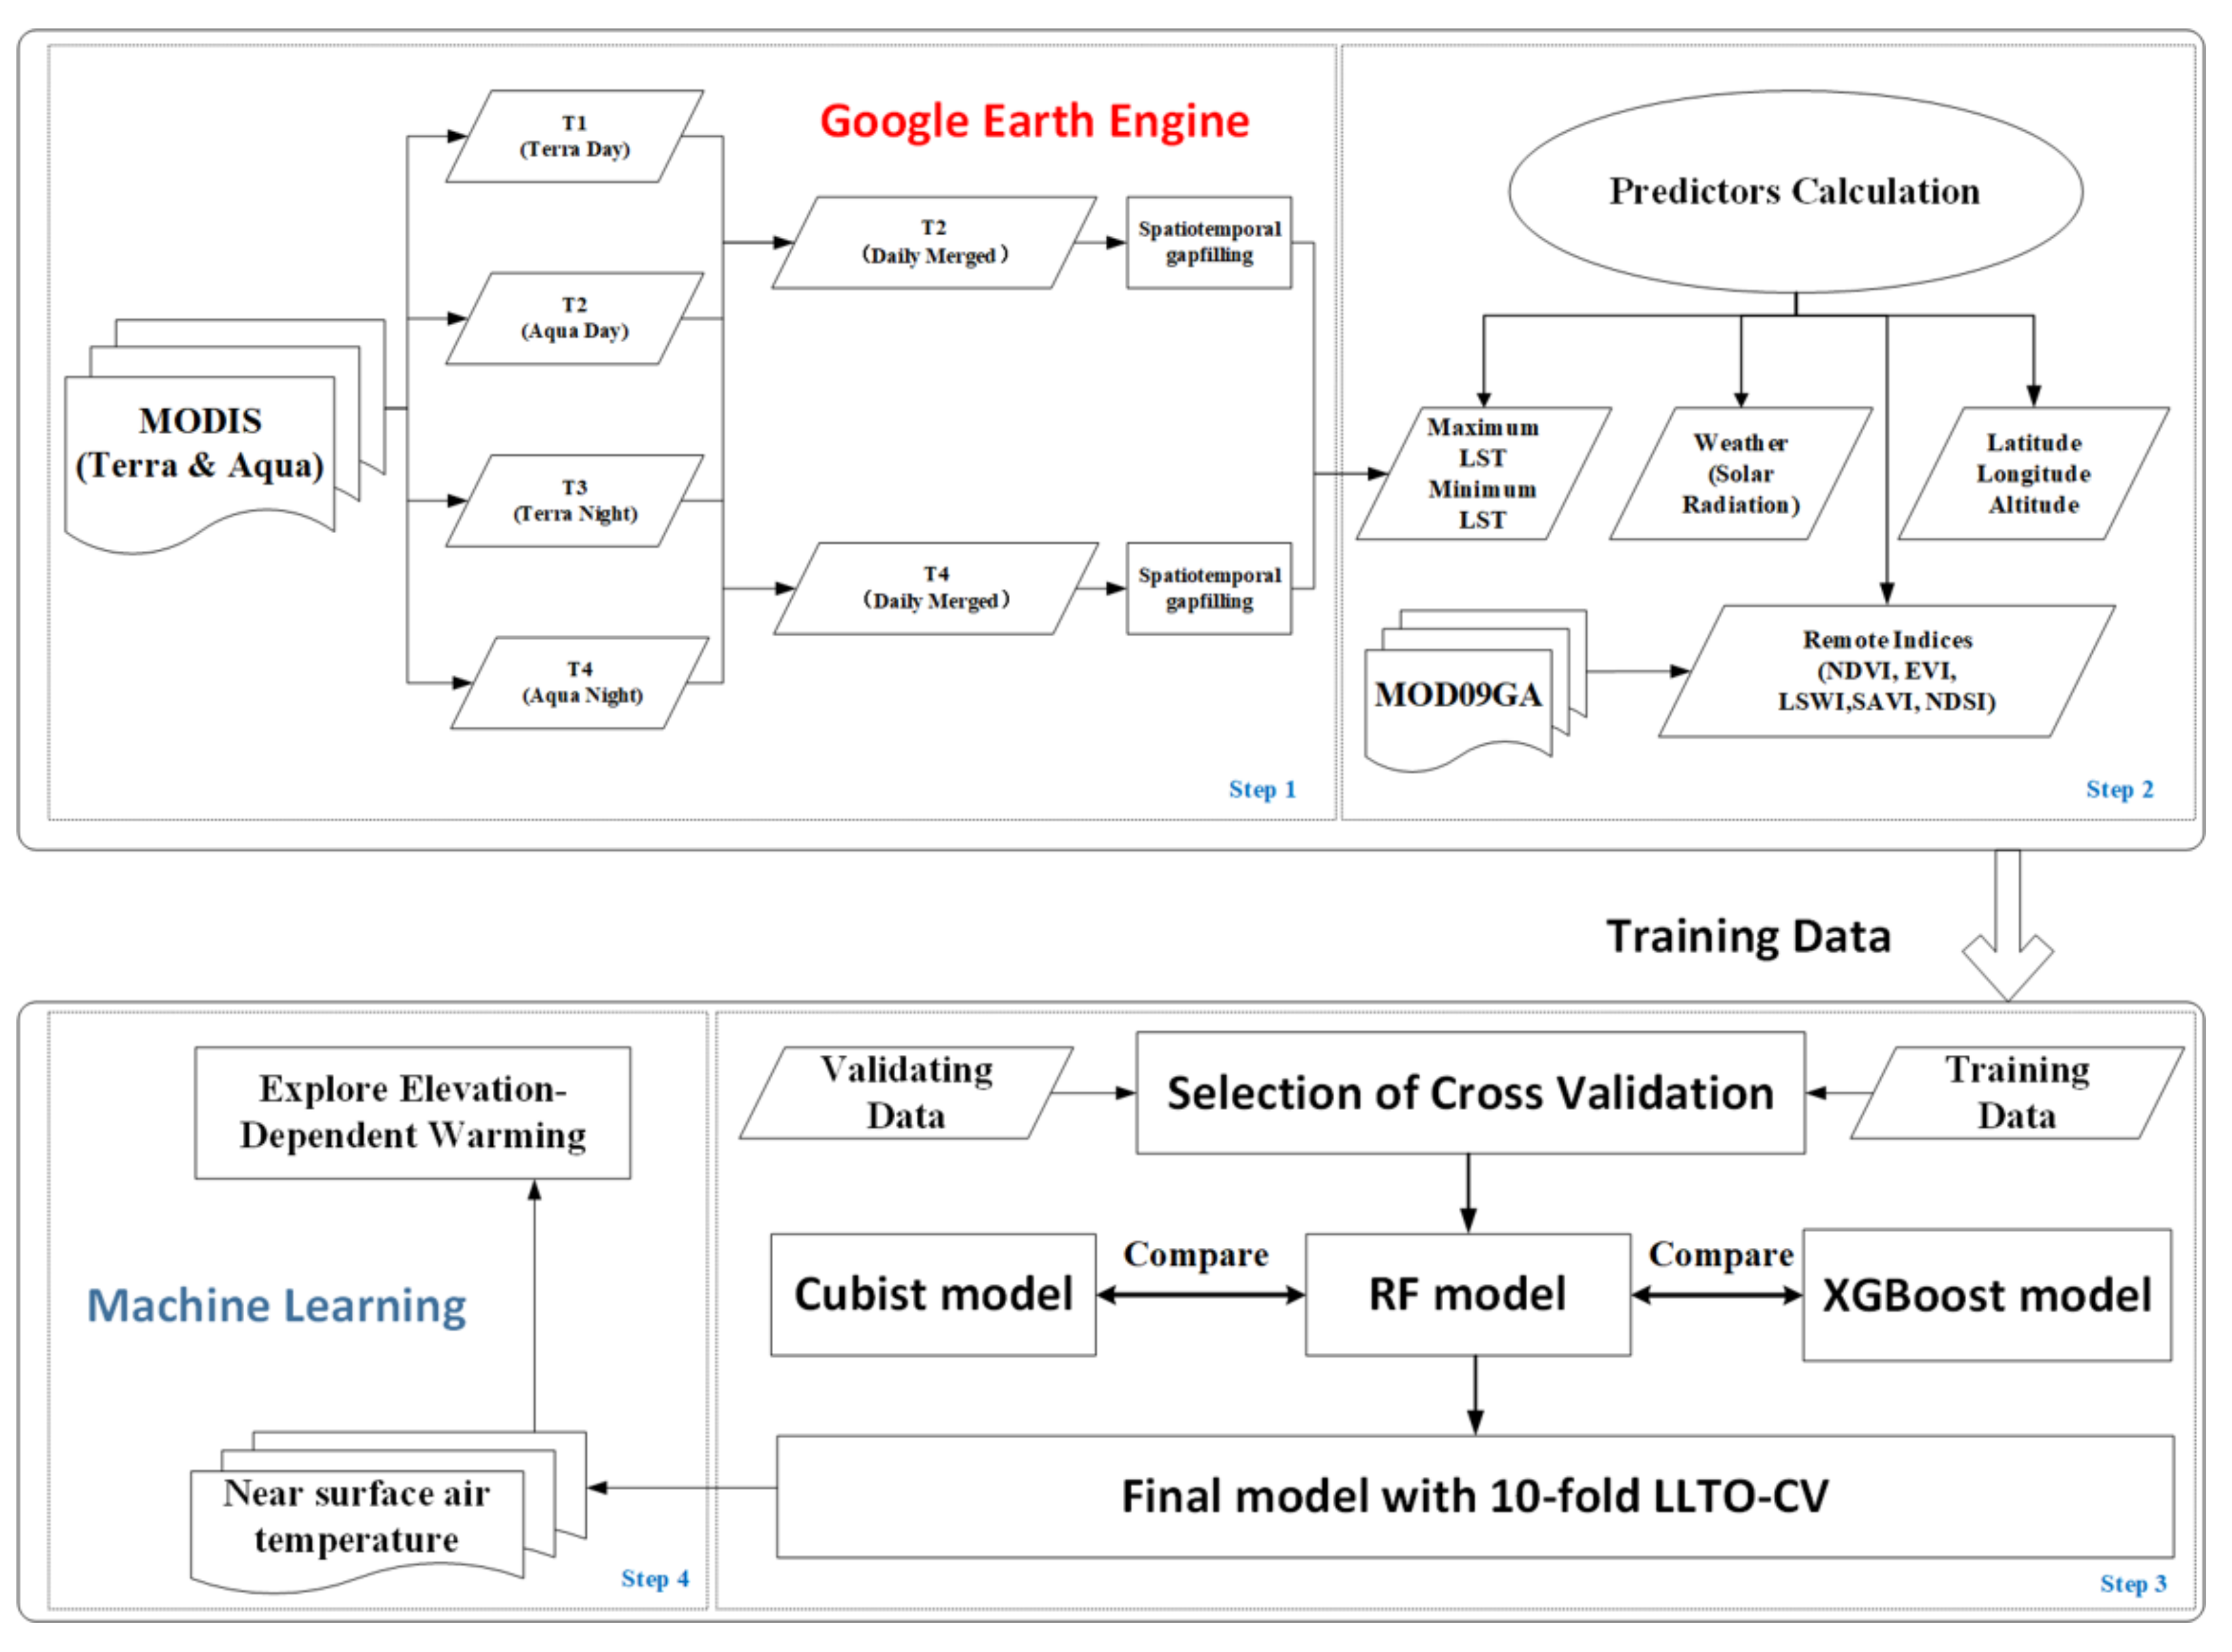 Google Earth Engine
T1
(Terra Day)
T2
(Aqua Day)
T3
(Terra Night)
T4
(Aqua Night)
MODIS
(Terra & Aqua)
T2
(Daily Merged)
Spatiotemporal
gapfilling
T4
(Daily Merged)
Spatiotemporal
gapfilling
Step 1
Predictors Calculation
Maximum
LST
Minimum
LST
Weather
(Solar
Radiation)
Latitude
Longitude
Altitude
MOD09GA
Remote Indices
(NDVI, EVI,
LSWI,SAVI, NDSI)
Step 2
Training Data
Validating
Data
Selection of Cross Validation
Training
Data
Cubist model
Compare
RF model
Compare
XGBoost model
Final model with 10-fold LLTO-CV
Step 3
Explore Elevation-
Dependent Warming
Machine Learning
Near surface air
temperature
Step 4